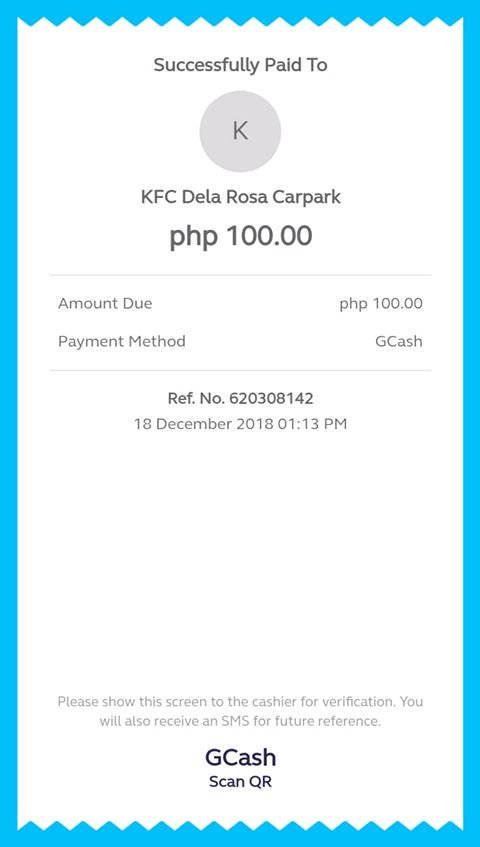 Successfully Paid To
K
KFC Dela Rosa Carpark
php 100.00
Amount Due php 100.00
Payment Method GCash
Ref. No. 620308142
18 December 2018 01:13 PM
Please show this screen to the cashier for verification. You
will also receive an SMS for future reference.
GCash
Scan QR